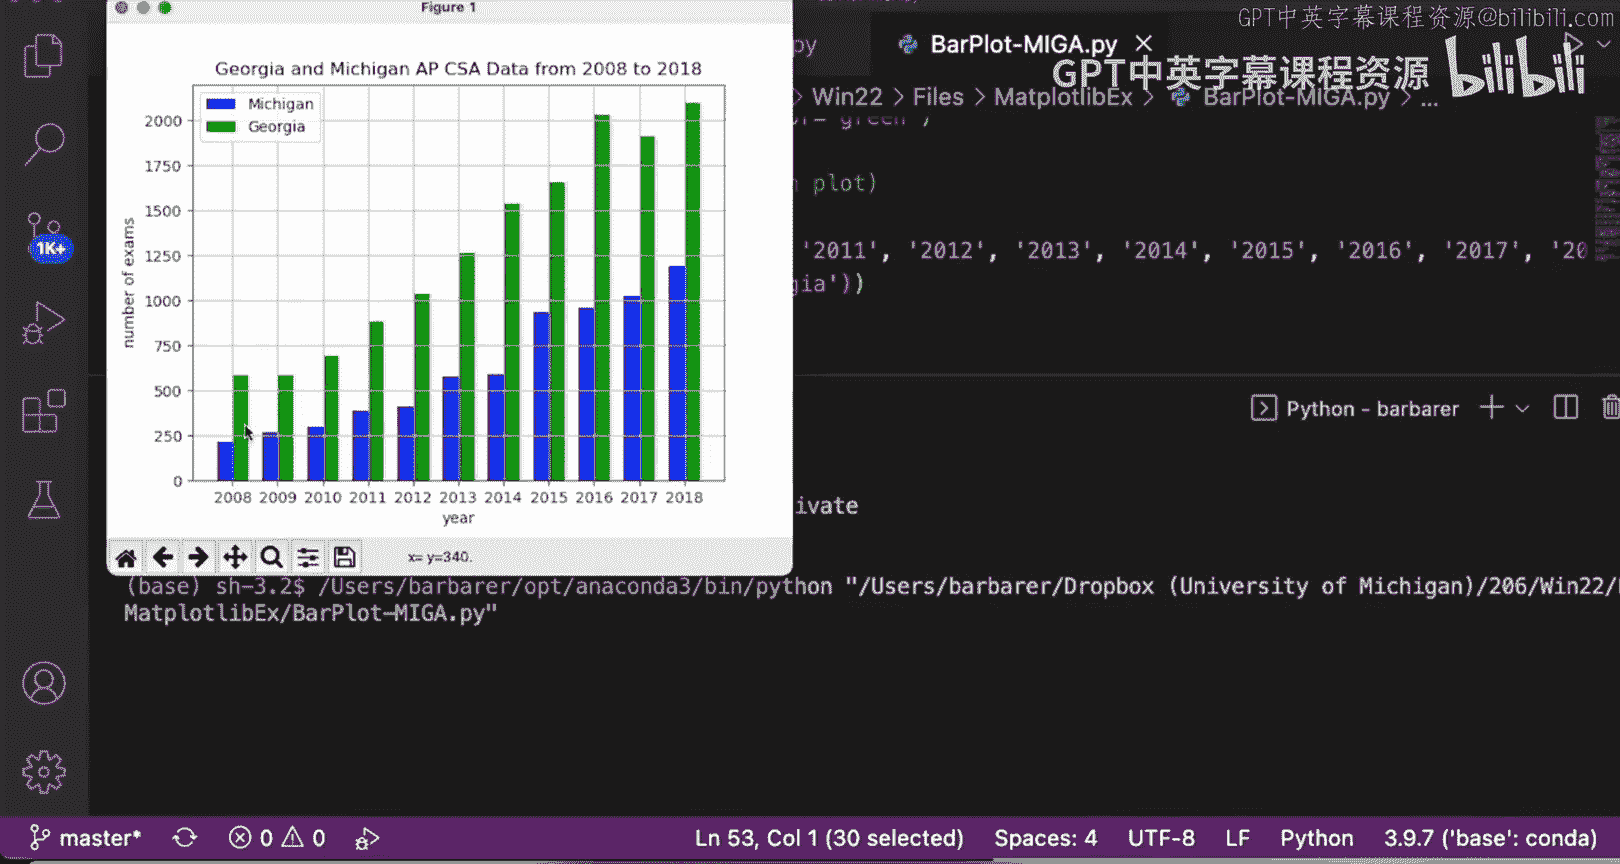 Figure 1
GPT中英字幕课程资源@bilibili.com
py
BarPlot-MIGA.py
GPT中英字幕课程资源 bilibili
Win22 > Files > MatplotlibEx > BarPlot-MIGA.py > ...
Georgia and Michigan AP CSA Data from 2008 to 2018
Michigan
Georgia
2000
1750
1500
1250
1000
750
500
250
0
number of exams
2008 2009 2010 2011 2012 2013 2014 2015 2016 2017 2018
year
x= y=340.
green',
plot)
'2011', '2012', '2013', '2014', '2015', '2016', '2017', '20
gia'))
1K+
Python - barbarer
ivate
(base) sh-3.2$ /Users/barbarer/opt/anaconda3/bin/python "/Users/barbarer/Dropbox (University of Michigan)/206/Win22/
MatplotlibEx/BarPlot-MIGA.py"
master* 0 0 Ln 53, Col 1 (30 selected) Spaces: 4 UTF-8 LF Python 3.9.7 ('base': conda)